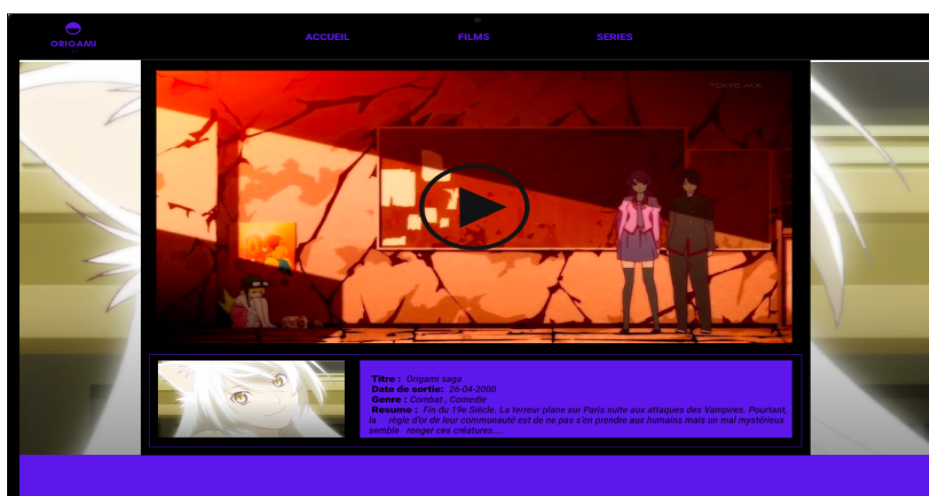 ORIGAMI
ACCUEIL FILMS SERIES
TOKYO MX
Titre : Origami saga
Date de sortie: 26-04-2000
Genre : Combat , Comedie
Resume : Fin du 19e Siècle. La terreur plane sur Paris suite aux attaques des Vampires. Pourtant,
la règle d'or de leur communauté est de ne pas s'en prendre aux humains mais un mal mystérieux
semble ronger ces créatures....